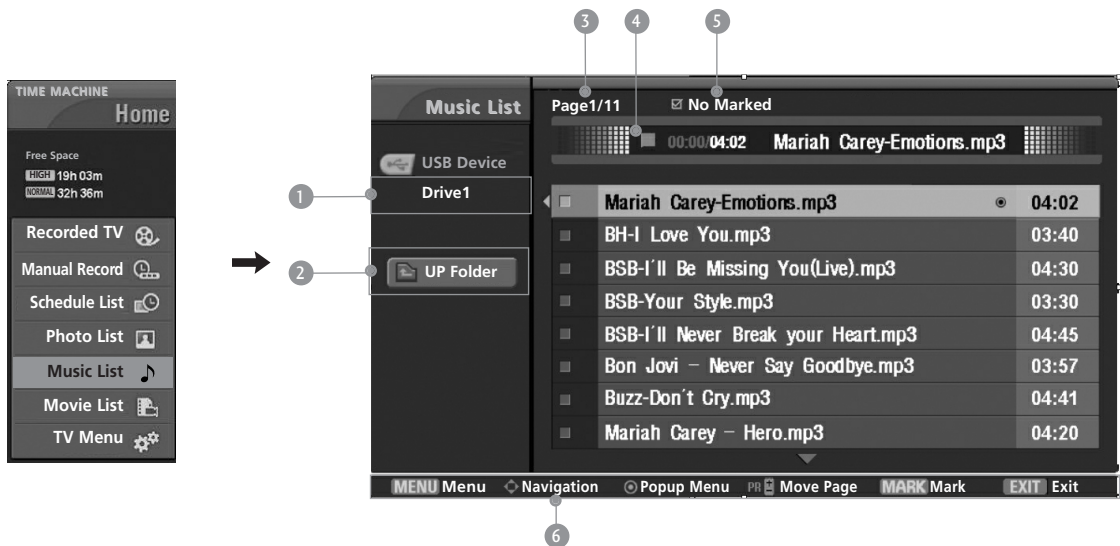 3
4
5
TIME MACHINE
Home
Free Space
HIGH 19h 03m
NORMAL 32h 36m
Recorded TV
Manual Record
Schedule List
Photo List
Music List
Movie List
TV Menu
1
2
Music List
USB Device
Drive1
UP Folder
Page1/11
No Marked
00:00/04:02 Mariah Carey-Emotions.mp3
Mariah Carey-Emotions.mp3 04:02
BH-I Love You.mp3 03:40
BSB-I´ll Be Missing You(Live).mp3 04:30
BSB-Your Style.mp3 03:30
BSB-I´ll Never Break your Heart.mp3 04:45
Bon Jovi – Never Say Goodbye.mp3 03:57
Buzz-Don´t Cry.mp3 04:41
Mariah Carey – Hero.mp3 04:20
MENU Menu Navigation Popup Menu PR Move Page MARK Mark EXIT Exit
6